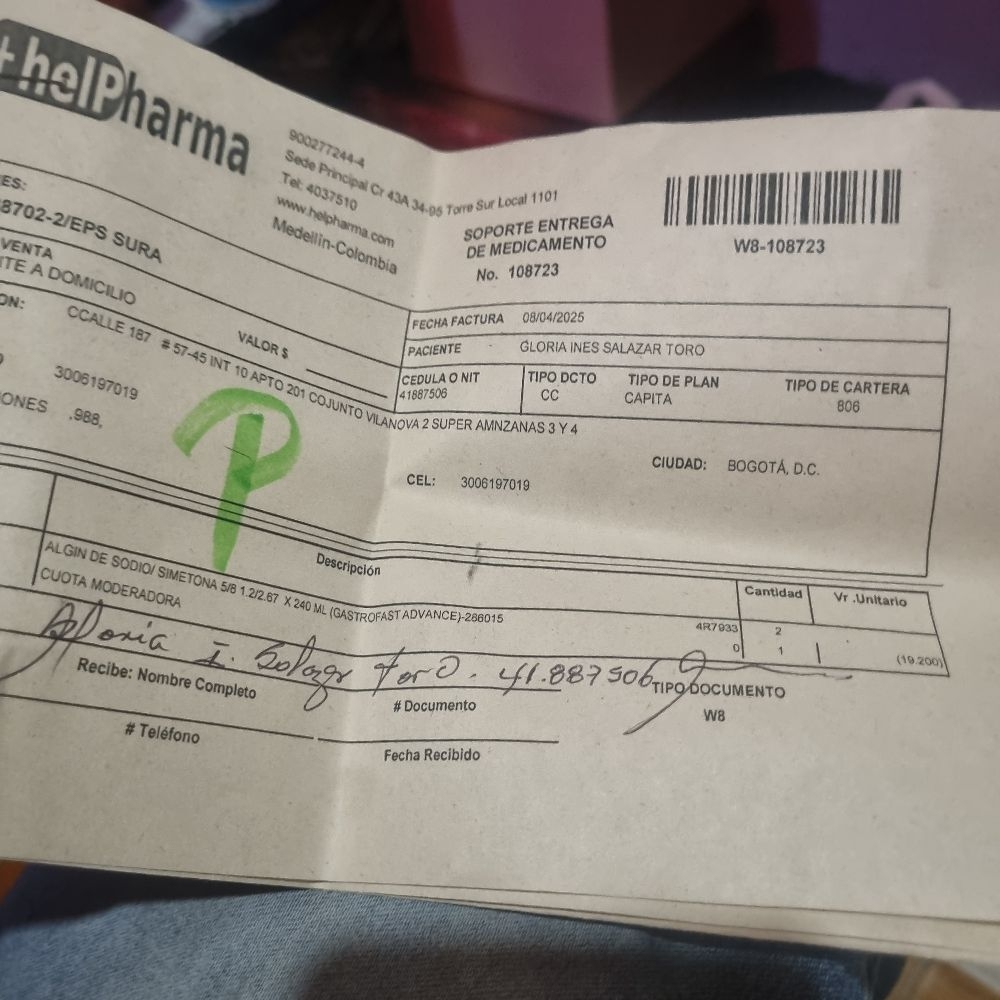 +helPharma
900277244-4
Sede Principal Cr 43A 34-95 Torre Sur Local 1101
Tel: 4037510
www.helpharma.com
Medellín-Colombia
SOPORTE ENTREGA
DE MEDICAMENTO
No. 108723
W8-108723
ES:
8702-2/EPS SURA
VENTA
TE A DOMICILIO
VALOR $
FECHA FACTURA 08/04/2025
PACIENTE GLORIA INES SALAZAR TORO
CEDULA O NIT TIPO DCTO TIPO DE PLAN TIPO DE CARTERA
41887506 CC CAPITA 806
ON: CCALLE 187 # 57-45 INT 10 APTO 201 COJUNTO VILANOVA 2 SUPER AMNZANAS 3 Y 4
3006197019
CEL: 3006197019 CIUDAD: BOGOTÁ, D.C.
ONES .988,
P
Descripción Cantidad Vr .Unitario
ALGIN DE SODIO/ SIMETONA 5/8 1.2/2.67 X 240 ML (GASTROFAST ADVANCE)-286015 4R7933 2
CUOTA MODERADORA 0 1 (19.200)
Gloria I. Salazar Toro. 41.887506
Recibe: Nombre Completo # Documento TIPO DOCUMENTO
W8
# Teléfono Fecha Recibido